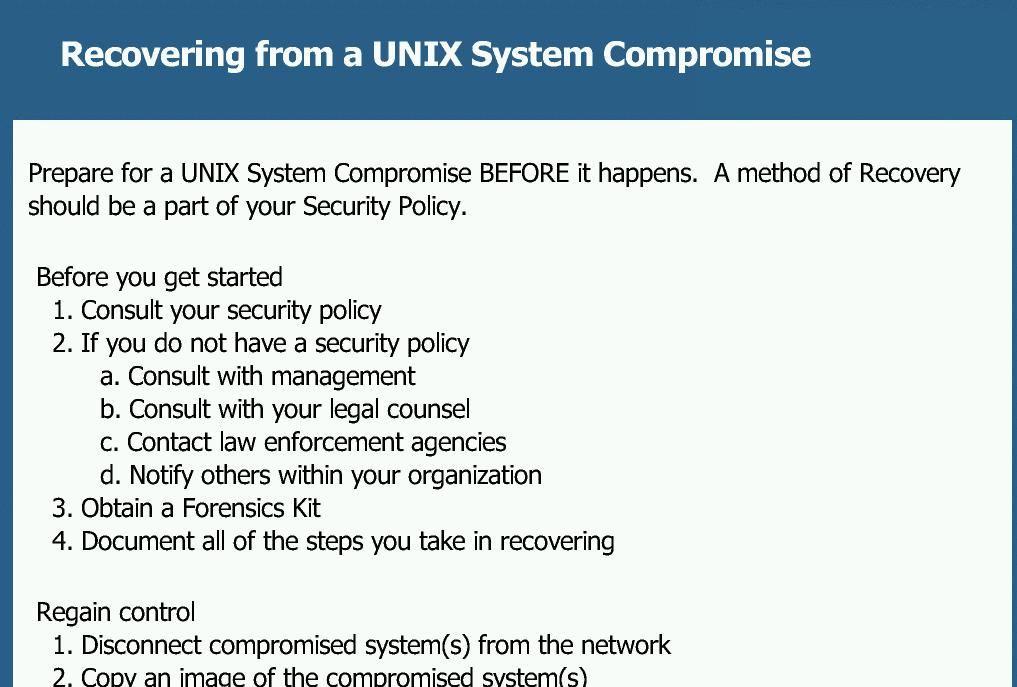 Recovering from a UNIX System Compromise
Prepare for a UNIX System Compromise BEFORE it happens.  A method of Recovery
should be a part of your Security Policy.
Before you get started
1. Consult your security policy
2. If you do not have a security policy
a. Consult with management
b. Consult with your legal counsel
c. Contact law enforcement agencies
d. Notify others within your organization
3. Obtain a Forensics Kit
4. Document all of the steps you take in recovering
Regain control
1. Disconnect compromised system(s) from the network
2. Copy an image of the compromised system(s)